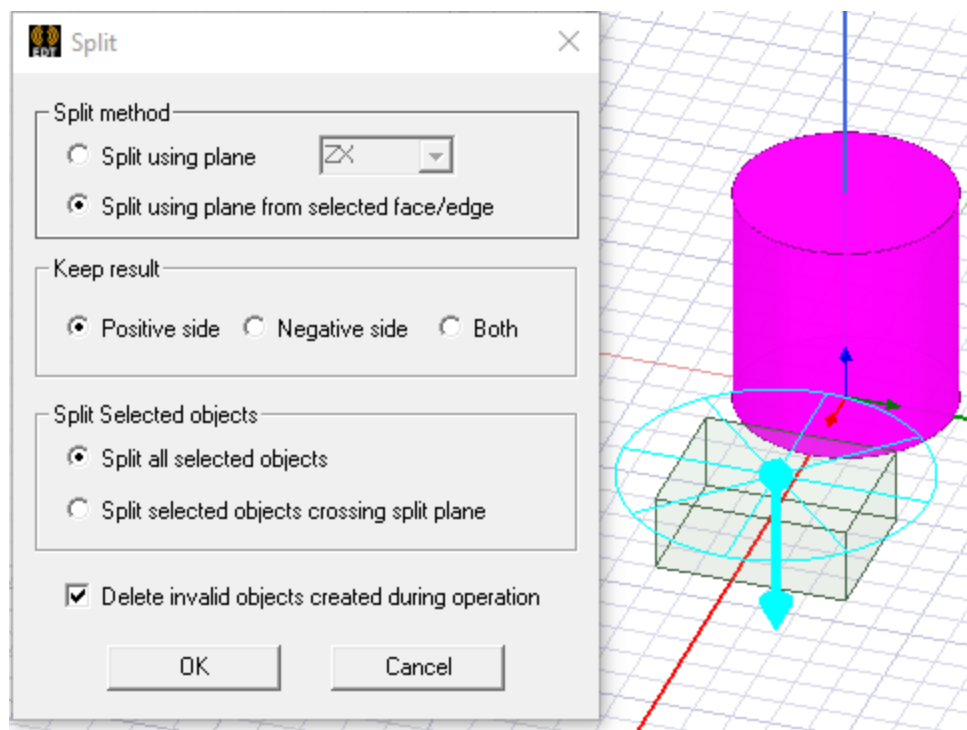 EDT
Split
Split method
Split using plane
ZX
Split using plane from selected face/edge
Keep result
Positive side
Negative side
Both
Split Selected objects
Split all selected objects
Split selected objects crossing split plane
Delete invalid objects created during operation
OK
Cancel